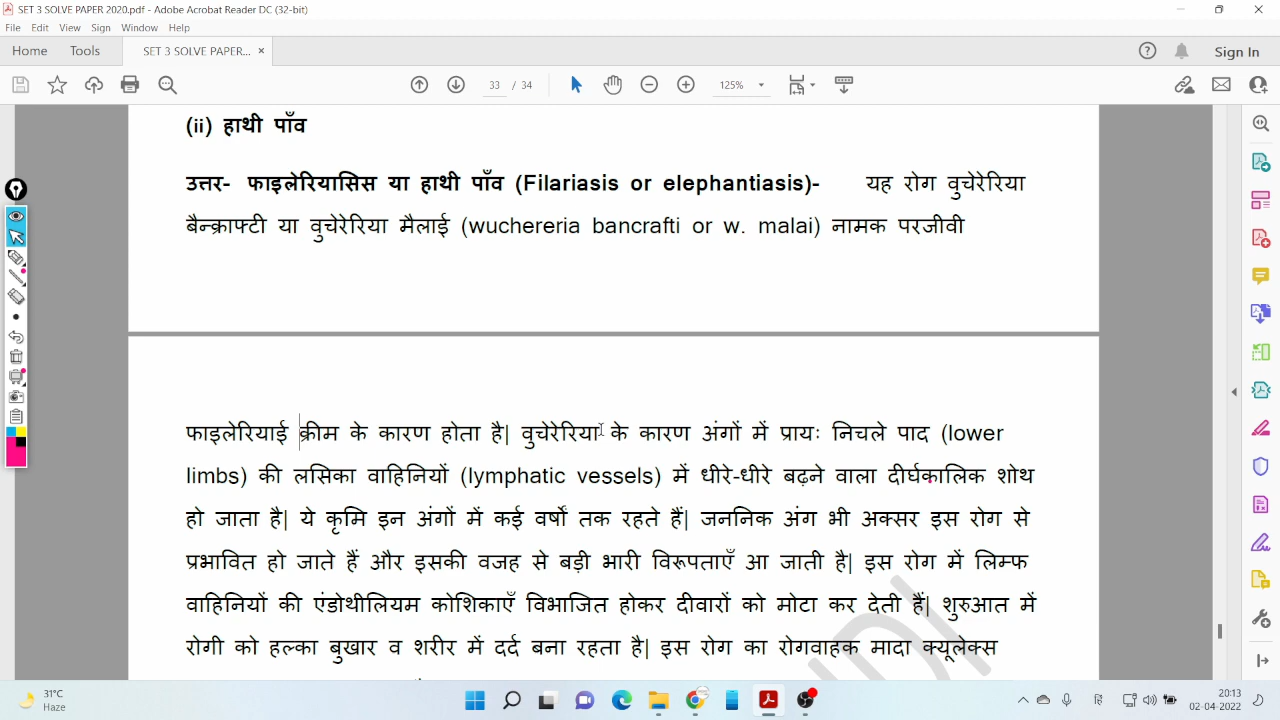 SET 3 SOLVE PAPER 2020.pdf - Adobe Acrobat Reader DC (32-bit)
File Edit View Sign Window Help
Home Tools SET 3 SOLVE PAPER... × Sign In
33 / 34 125%
(ii) हाथी पाँव
उत्तर- फाइलेरियासिस या हाथी पाँव (Filariasis or elephantiasis)- यह रोग वुचेरेरिया
बैन्क्राफ्टी या वुचेरेरिया मैलाई (wuchereria bancrafti or w. malai) नामक परजीवी
फाइलेरियाई क्रीम के कारण होता है| वुचेरेरिया के कारण अंगों में प्रायः निचले पाद (lower
limbs) की लसिका वाहिनियों (lymphatic vessels) में धीरे-धीरे बढ़ने वाला दीर्घकालिक शोथ
हो जाता है| ये कृमि इन अंगों में कई वर्षों तक रहते हैं| जननिक अंग भी अक्सर इस रोग से
प्रभावित हो जाते हैं और इसकी वजह से बड़ी भारी विरूपताएँ आ जाती है| इस रोग में लिम्फ
वाहिनियों की एंडोथीलियम कोशिकाएँ विभाजित होकर दीवारों को मोटा कर देती हैं| शुरुआत में
रोगी को हल्का बुखार व शरीर में दर्द बना रहता है| इस रोग का रोगवाहक मादा क्यूलेक्स
31°C
Haze
20:13
02-04-2022